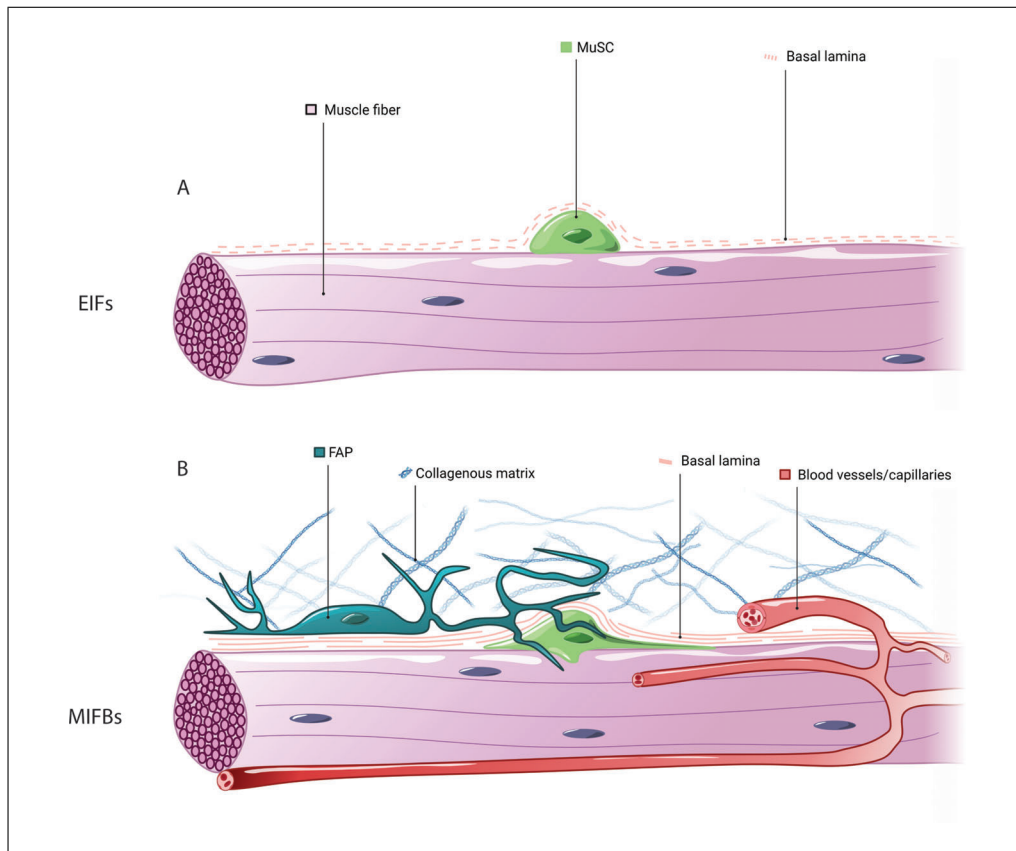 MuSC
Basal lamina
Muscle fiber
A
EIFs
B
FAP
Collagenous matrix
Basal lamina
Blood vessels/capillaries
MIFBs